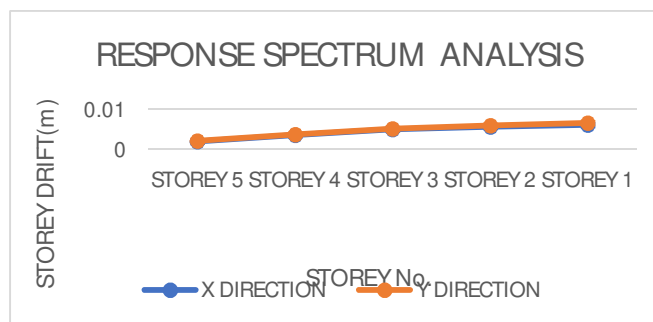 RESPONSE SPECTRUM ANALYSIS
STOREY DRIFT(m)
0.01
0
STOREY 5 STOREY 4 STOREY 3 STOREY 2 STOREY 1
STOREY No.
X DIRECTION Y DIRECTION